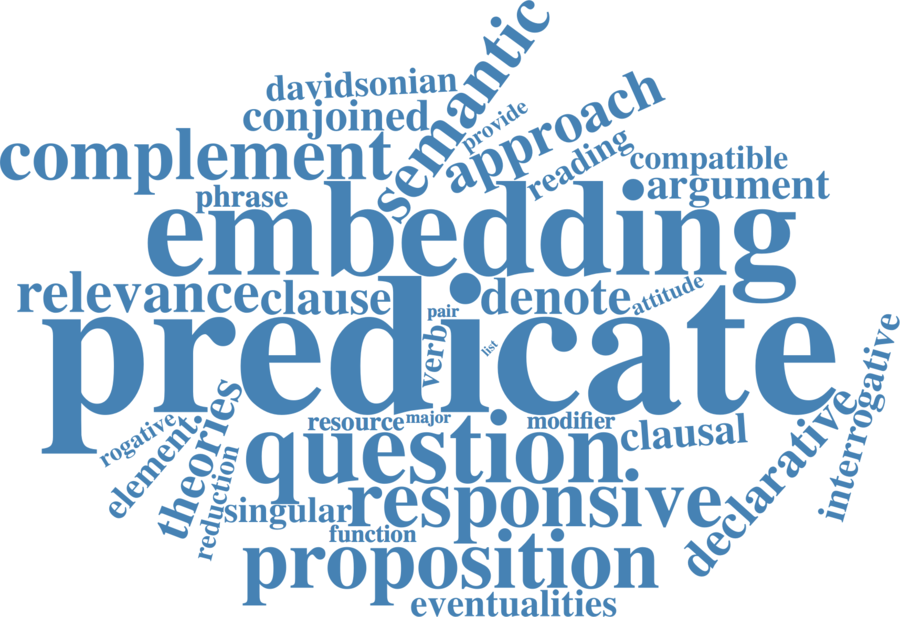 semantic
davidsonian
conjoined
provide
approach
complement
reading
compatible
phrase
argument
embedding
relevance
clause
denote
attitude
pair
predicate
verb
list
interrogative
rogative
element
theories
resource
major
modifier
clausal
declarative
question
reduction
singular
responsive
function
proposition
eventualities